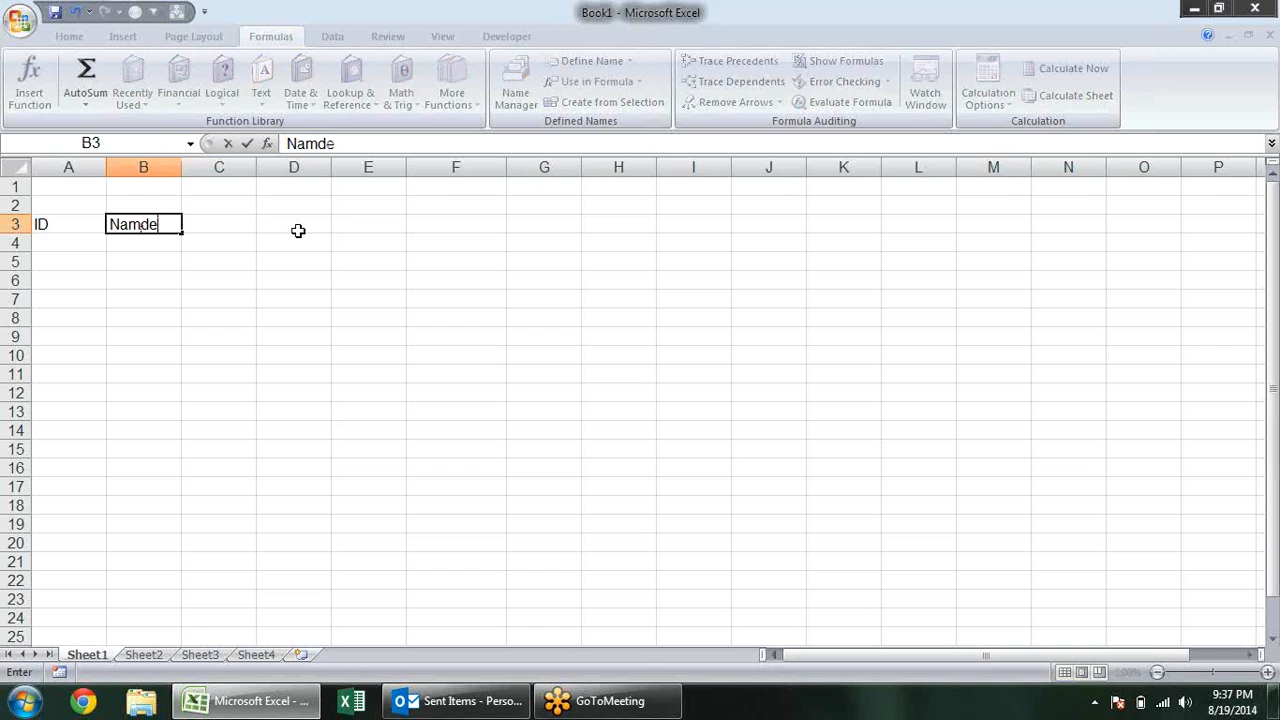 Book1 - Microsoft Excel
Home Insert Page Layout Formulas Data Review View Developer
Insert Function
AutoSum
Recently Used
Financial
Logical
Text
Date & Time
Lookup & Reference
Math & Trig
More Functions
Function Library
Name Manager
Define Name
Use in Formula
Create from Selection
Defined Names
Trace Precedents
Trace Dependents
Remove Arrows
Show Formulas
Error Checking
Evaluate Formula
Formula Auditing
Watch Window
Calculation Options
Calculate Now
Calculate Sheet
Calculation
B3 fx Namde
A B C D E F G H I J K L M N O P
1
2
3 ID Namde
4
5
6
7
8
9
10
11
12
13
14
15
16
17
18
19
20
21
22
23
24
25
Sheet1 Sheet2 Sheet3 Sheet4
Enter 100%
Microsoft Excel - ... Sent Items - Perso... GoToMeeting
9:37 PM
8/19/2014